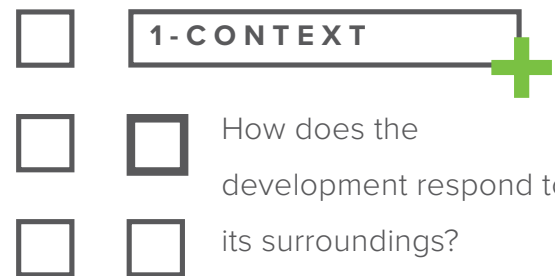 1-CONTEXT
How does the
development respond to
its surroundings?